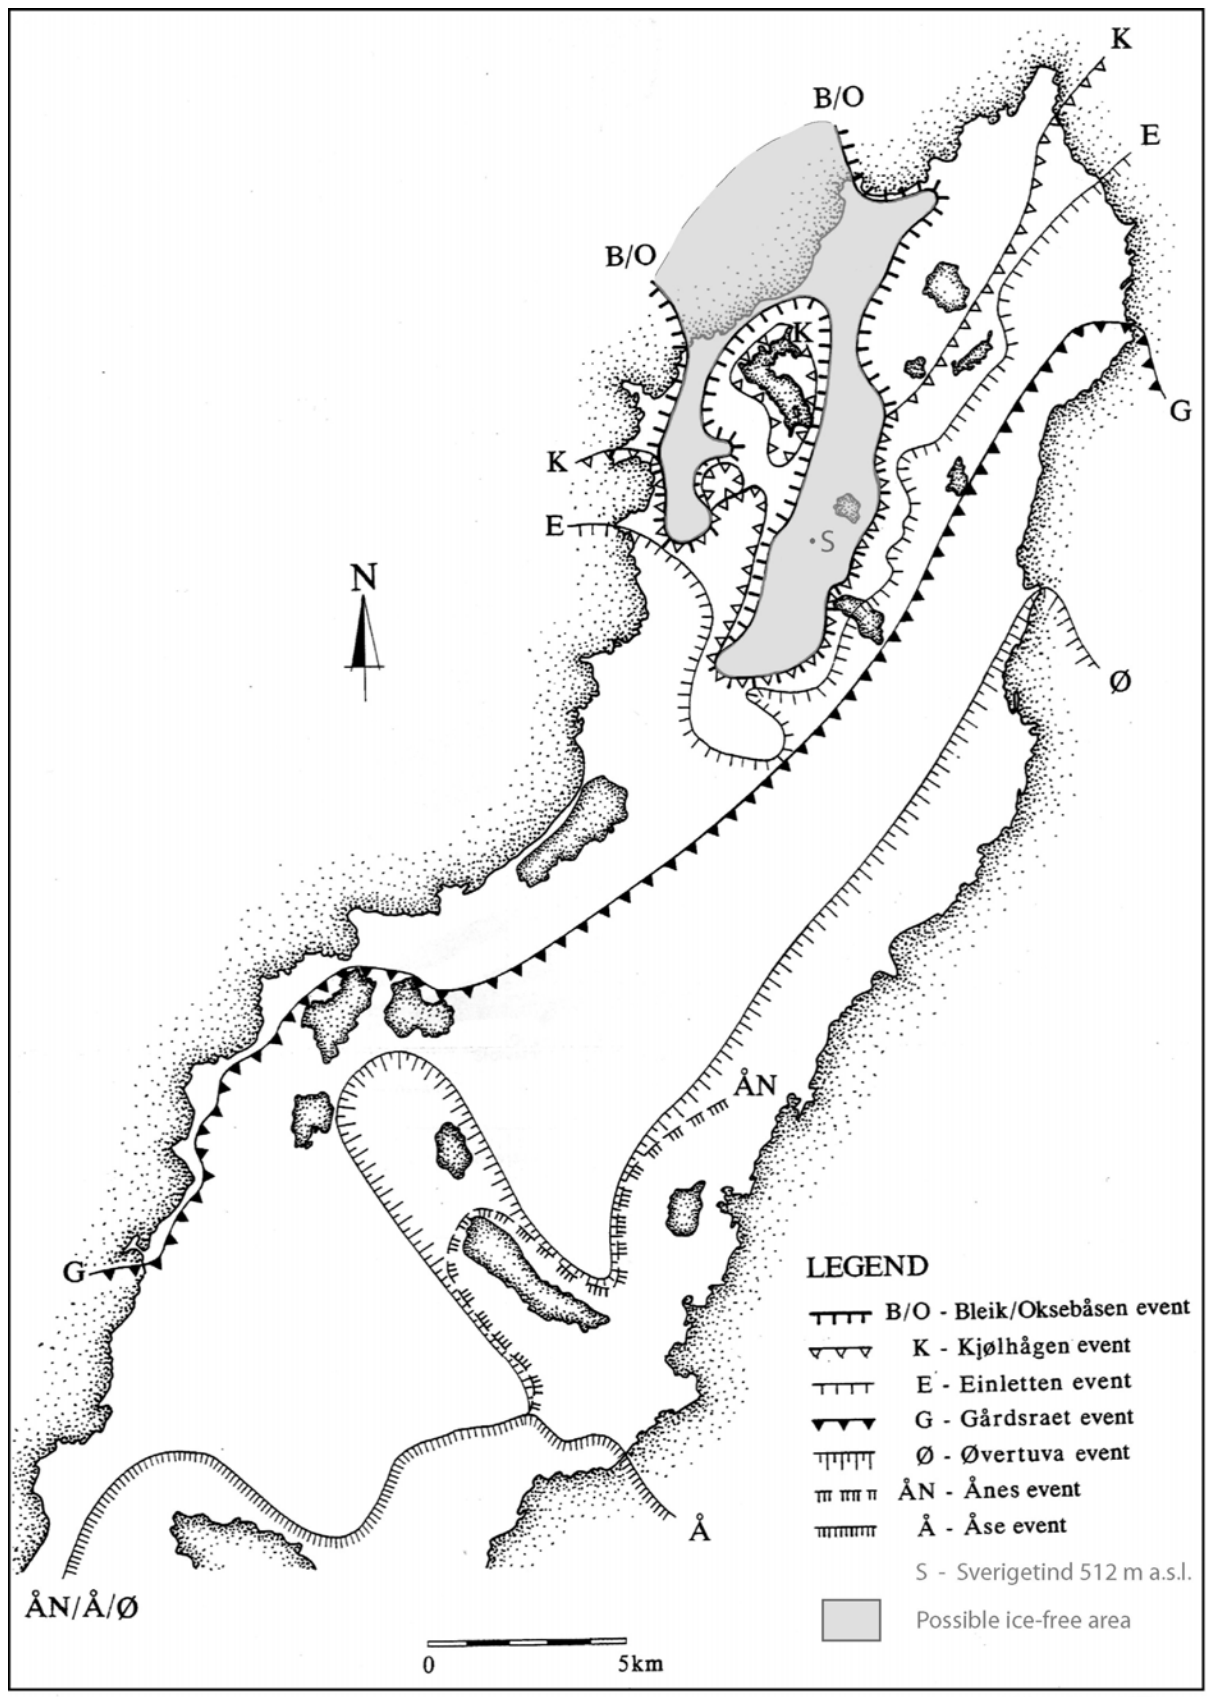 K
B/O
E
B/O
K
G
K
E
S
N
Ø
ÅN
G
LEGEND
B/O - Bleik/Oksebåsen event
K - Kjølhågen event
E - Einletten event
G - Gårdsraet event
Ø - Øvertuva event
ÅN - Ånes event
Å - Åse event
Å
S - Sverigetind 512 m a.s.l.
ÅN/Å/Ø
Possible ice-free area
0 5km